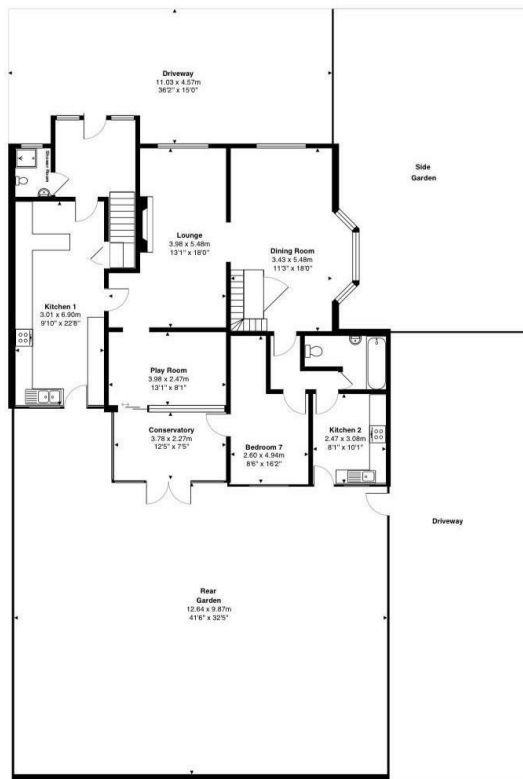 Driveway
11.03 x 4.57m
36'2" x 15'0"
Side
Garden
Shower Room
Lounge
3.98 x 5.48m
13'1" x 18'0"
Dining Room
3.43 x 5.48m
11'3" x 18'0"
Kitchen 1
3.01 x 6.90m
9'10" x 22'8"
Play Room
3.98 x 2.47m
13'1" x 8'1"
Conservatory
3.78 x 2.27m
12'5" x 7'5"
Bedroom 7
2.60 x 4.94m
8'6" x 16'2"
Kitchen 2
2.47 x 3.08m
8'1" x 10'1"
Driveway
Rear
Garden
12.64 x 9.87m
41'6" x 32'5"